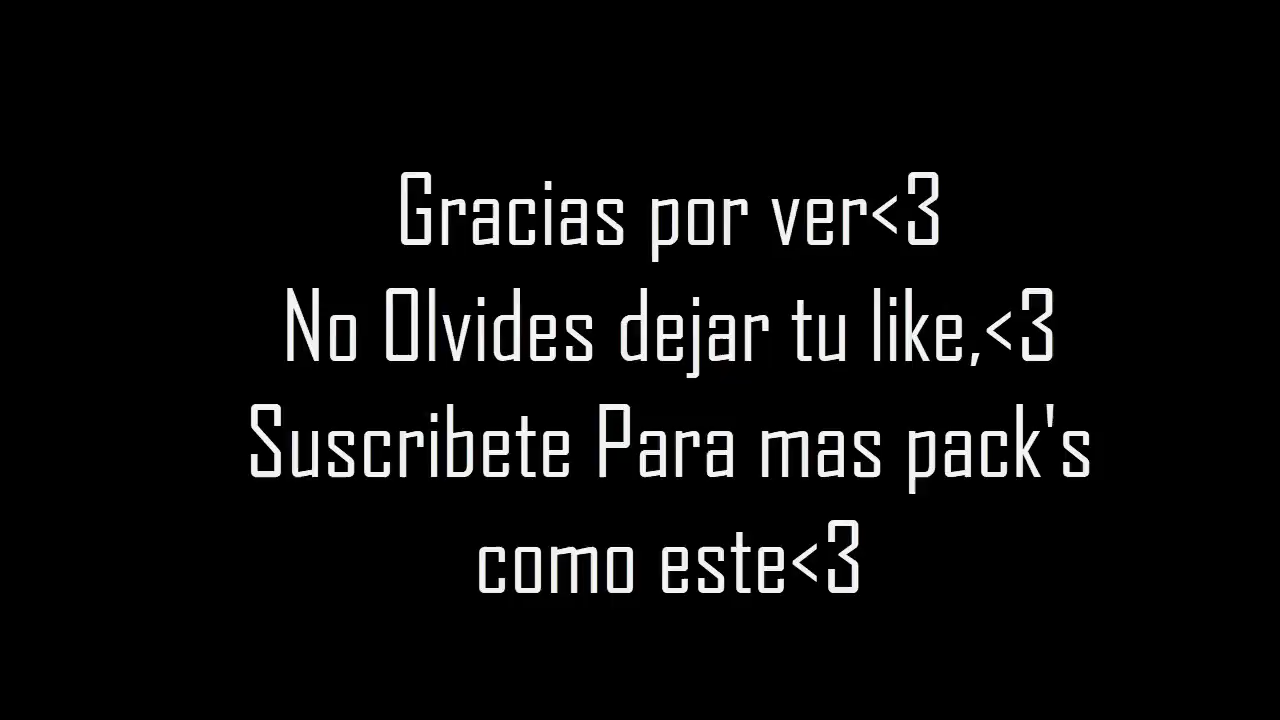 Gracias por ver<3
No Olvides dejar tu like,<3
Suscribete Para mas pack's
como este<3